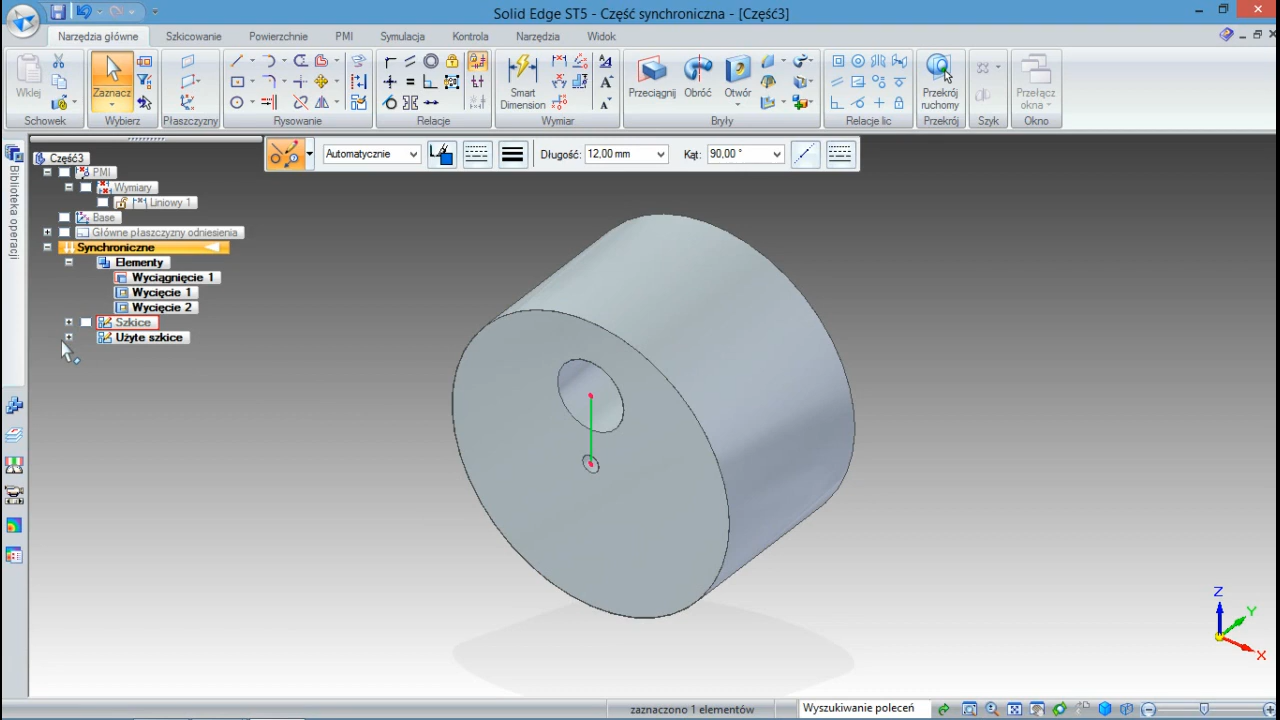 Solid Edge ST5 - Część synchroniczna - [Część3]
Narzędzia główne Szkicowanie Powierzchnie PMI Symulacja Kontrola Narzędzia Widok
Wklej Zaznacz Smart Dimension Przeciągnij Obróć Otwór Przekrój ruchomy Przełącz okna
Schowek Wybierz Płaszczyzny Rysowanie Relacje Wymiar Bryły Relacje lic Przekrój Szyk Okno
Automatycznie Długość: 12,00 mm Kąt: 90,00 °
Biblioteka operacji
Część3
PMI
Wymiary
Liniowy 1
Base
Główne płaszczyzny odniesienia
Synchroniczne
Elementy
Wyciągnięcie 1
Wycięcie 1
Wycięcie 2
Szkice
Użyte szkice
Z
Y
X
zaznaczono 1 elementów Wyszukiwanie poleceń